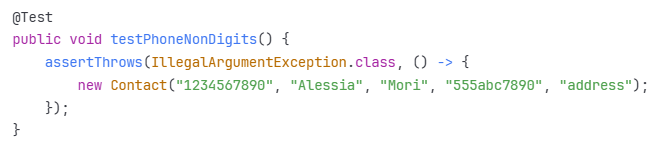 @Test
public void testPhoneNonDigits() {
    assertThrows(IllegalArgumentException.class, () -> {
        new Contact("1234567890", "Alessia", "Mori", "555abc7890", "address");
    });
}